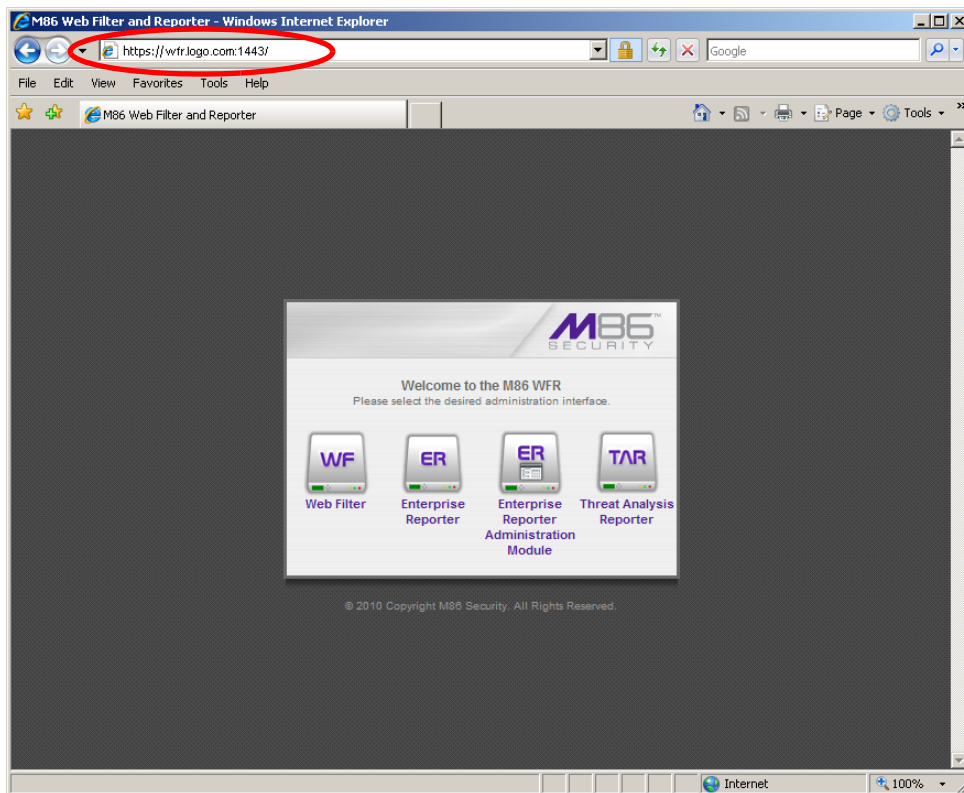 M86 Web Filter and Reporter - Windows Internet Explorer
https://wfr.logo.com:1443/
Google
File Edit View Favorites Tools Help
M86 Web Filter and Reporter
Page Tools »
M86™
SECURITY
Welcome to the M86 WFR
Please select the desired administration interface.
WF ER ER TAR
Web Filter
Enterprise
Reporter
Enterprise
Reporter
Administration
Module
Threat Analysis
Reporter
© 2010 Copyright M86 Security. All Rights Reserved.
Internet 100%